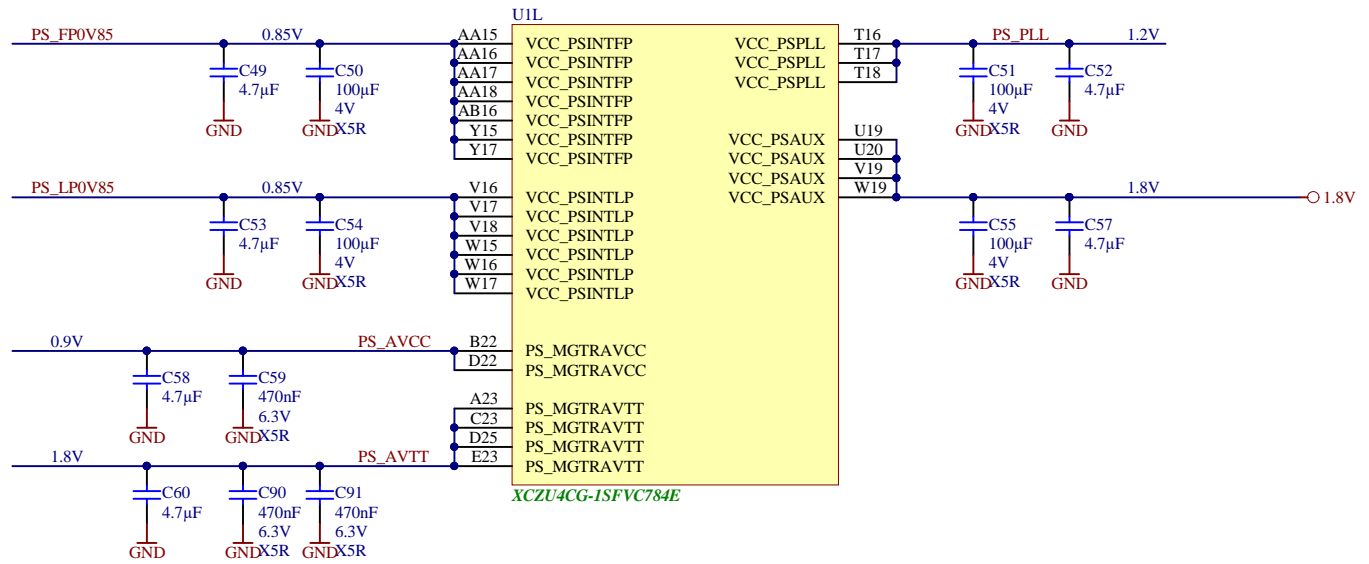 U1L
PS_FP0V85 0.85V AA15 VCC_PSINTFP VCC_PSPLL T16 PS_PLL 1.2V
AA16 VCC_PSINTFP VCC_PSPLL T17
AA17 VCC_PSINTFP VCC_PSPLL T18
AA18 VCC_PSINTFP
AB16 VCC_PSINTFP
Y15 VCC_PSINTFP VCC_PSAUX U19
Y17 VCC_PSINTFP VCC_PSAUX U20
VCC_PSAUX V19
C49
4.7µF
GND
C50
100µF
4V
GND X5R
C51
100µF
4V
GND X5R
C52
4.7µF
GND
PS_LP0V85 0.85V V16 VCC_PSINTLP VCC_PSAUX W19 1.8V 1.8V
V17 VCC_PSINTLP
V18 VCC_PSINTLP
W15 VCC_PSINTLP
W16 VCC_PSINTLP
W17 VCC_PSINTLP
C53
4.7µF
GND
C54
100µF
4V
GND X5R
C55
100µF
4V
GND X5R
C57
4.7µF
GND
0.9V PS_AVCC B22 PS_MGTRAVCC
D22 PS_MGTRAVCC
C58
4.7µF
GND
C59
470nF
6.3V
GND X5R
A23 PS_MGTRAVTT
C23 PS_MGTRAVTT
D25 PS_MGTRAVTT
1.8V PS_AVTT E23 PS_MGTRAVTT
C60
4.7µF
GND
C90
470nF
6.3V
GND X5R
C91
470nF
6.3V
GND X5R
XCZU4CG-1SFVC784E